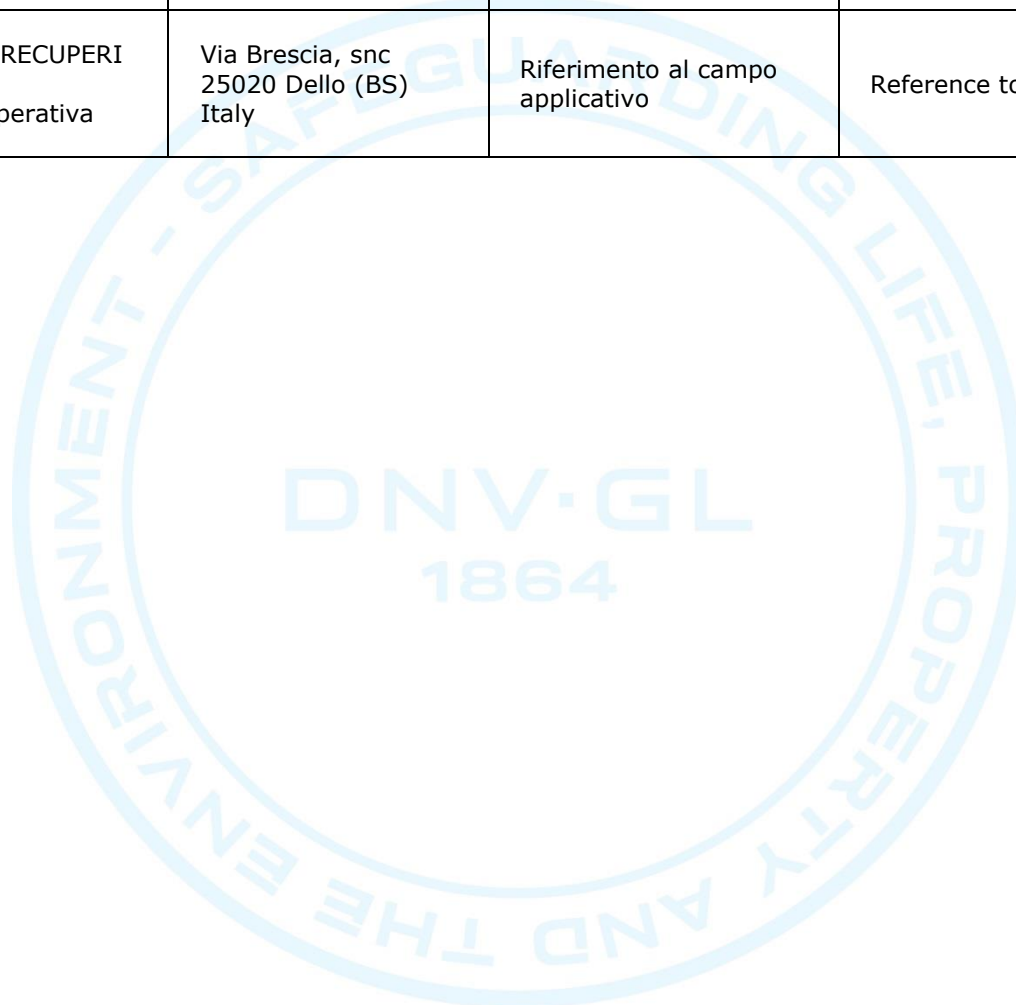 RECUPERI
perativa
Via Brescia, snc
25020 Dello (BS)
Italy
Riferimento al campo
applicativo
Reference to
SAFEGUARDING LIFE, PROPERTY AND THE ENVIRONMENT -
DNV·GL
1864